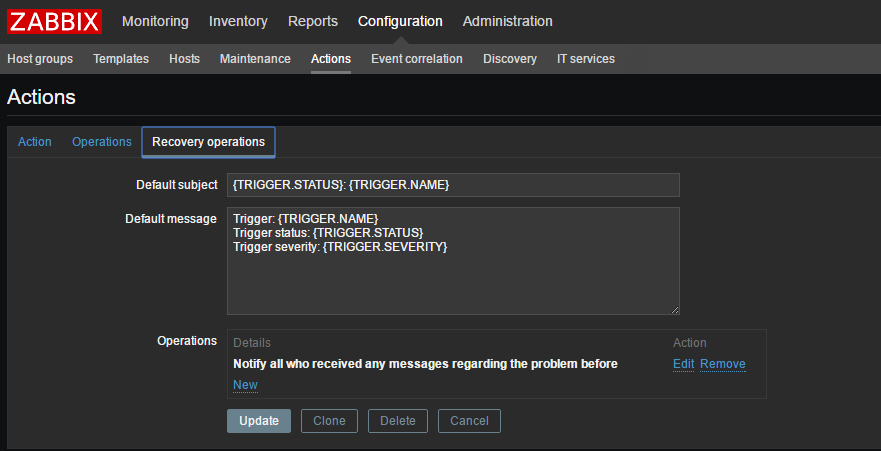 ZABBIX Monitoring Inventory Reports Configuration Administration
Host groups Templates Hosts Maintenance Actions Event correlation Discovery IT services
Actions
Action Operations Recovery operations
Default subject {TRIGGER.STATUS}: {TRIGGER.NAME}
Default message Trigger: {TRIGGER.NAME}
Trigger status: {TRIGGER.STATUS}
Trigger severity: {TRIGGER.SEVERITY}
Operations Details Action
Notify all who received any messages regarding the problem before Edit Remove
New
Update Clone Delete Cancel